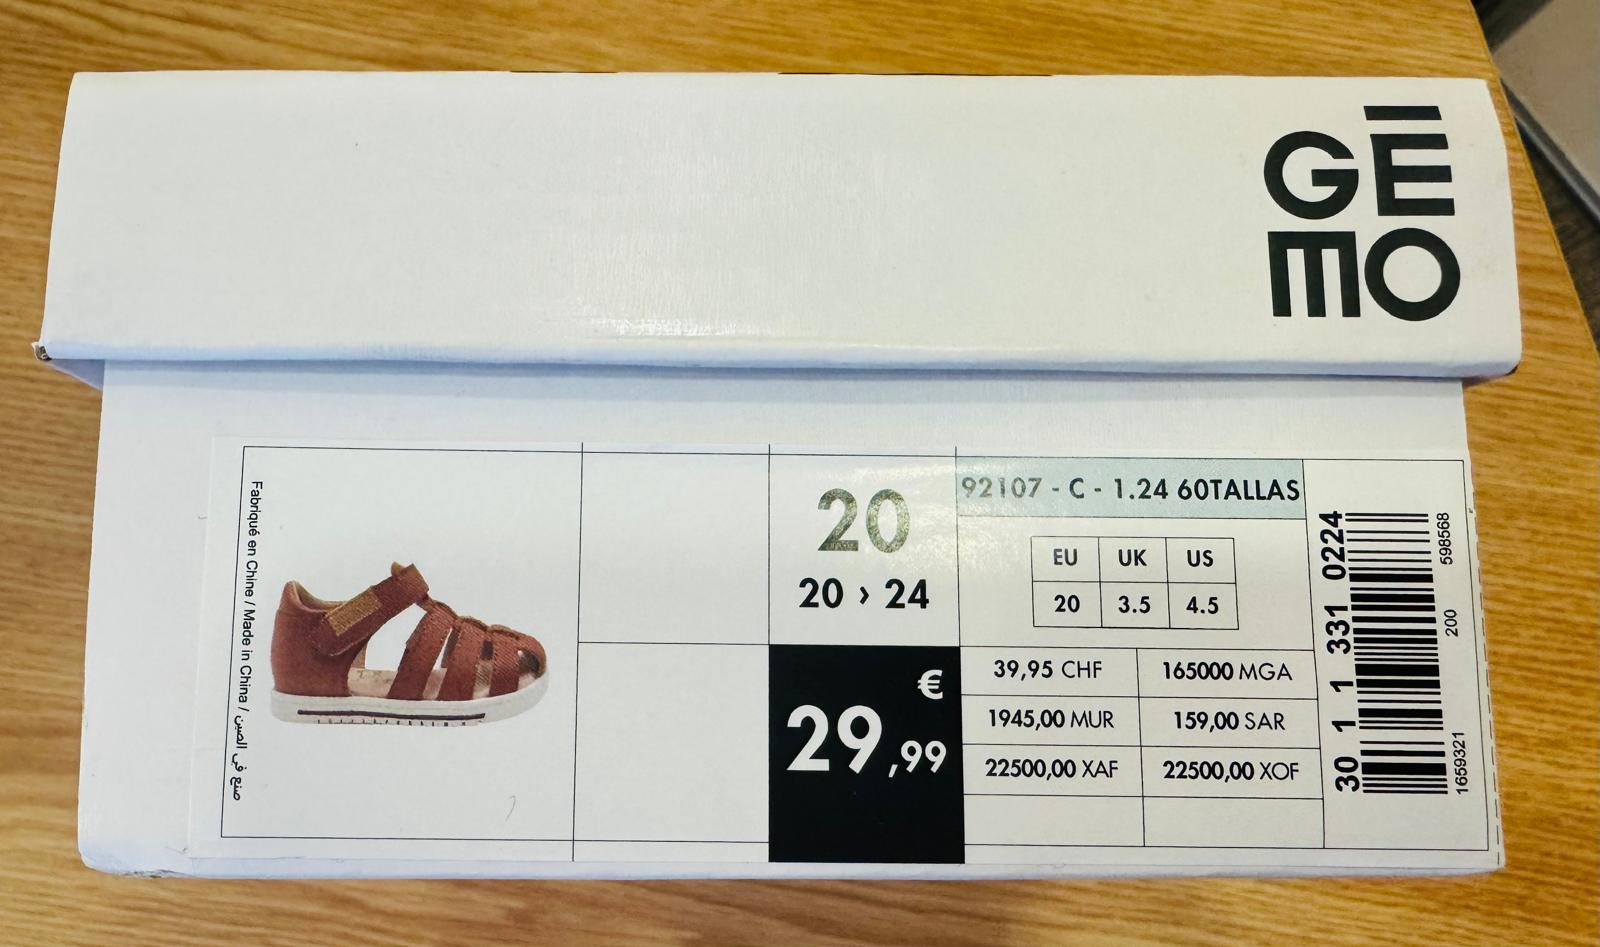 GĒ
MO
Fabriqué en Chine / Made in China / صنع في الصين
20
20 › 24
€
29,99
92107 - C - 1.24 60TALLAS
EU UK US
20 3.5 4.5
39,95 CHF 165000 MGA
1945,00 MUR 159,00 SAR
22500,00 XAF 22500,00 XOF
30 1 1 331 0224
1659321 200 598568